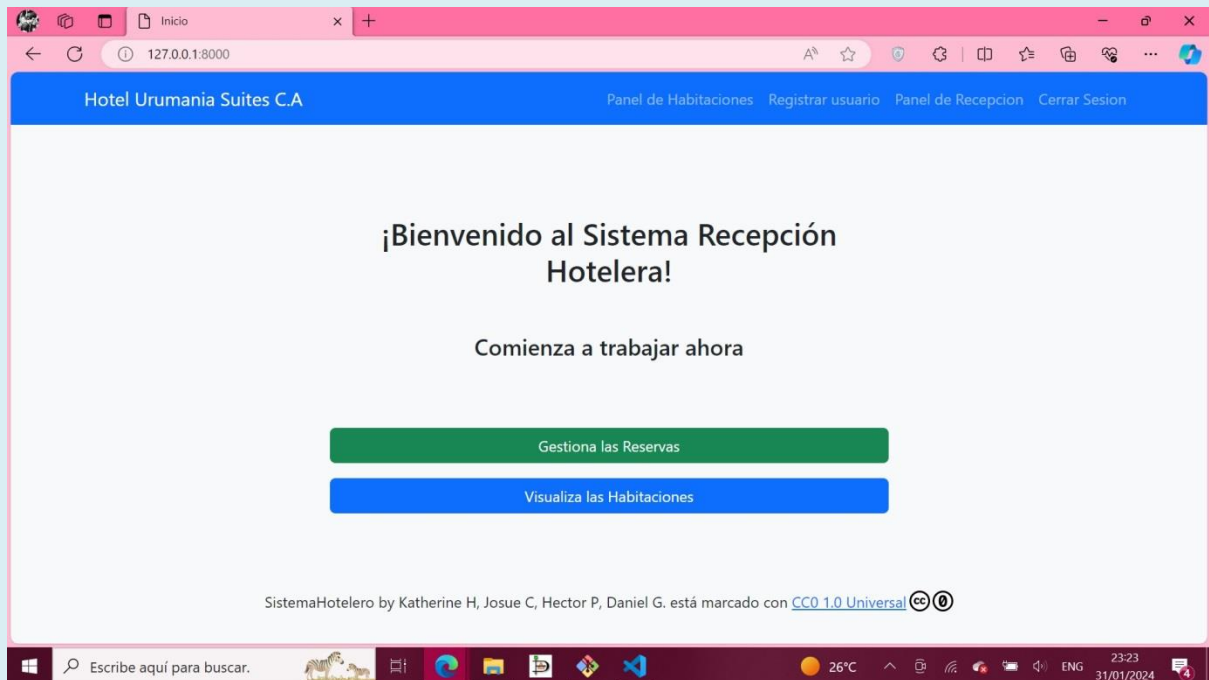 Inicio
127.0.0.1:8000
Hotel Urumania Suites C.A
Panel de Habitaciones Registrar usuario Panel de Recepcion Cerrar Sesion
¡Bienvenido al Sistema Recepción
Hotelera!
Comienza a trabajar ahora
Gestiona las Reservas
Visualiza las Habitaciones
SistemaHotelero by Katherine H, Josue C, Hector P, Daniel G. está marcado con CC0 1.0 Universal
Escribe aquí para buscar.
26°C
ENG
23:23
31/01/2024
4